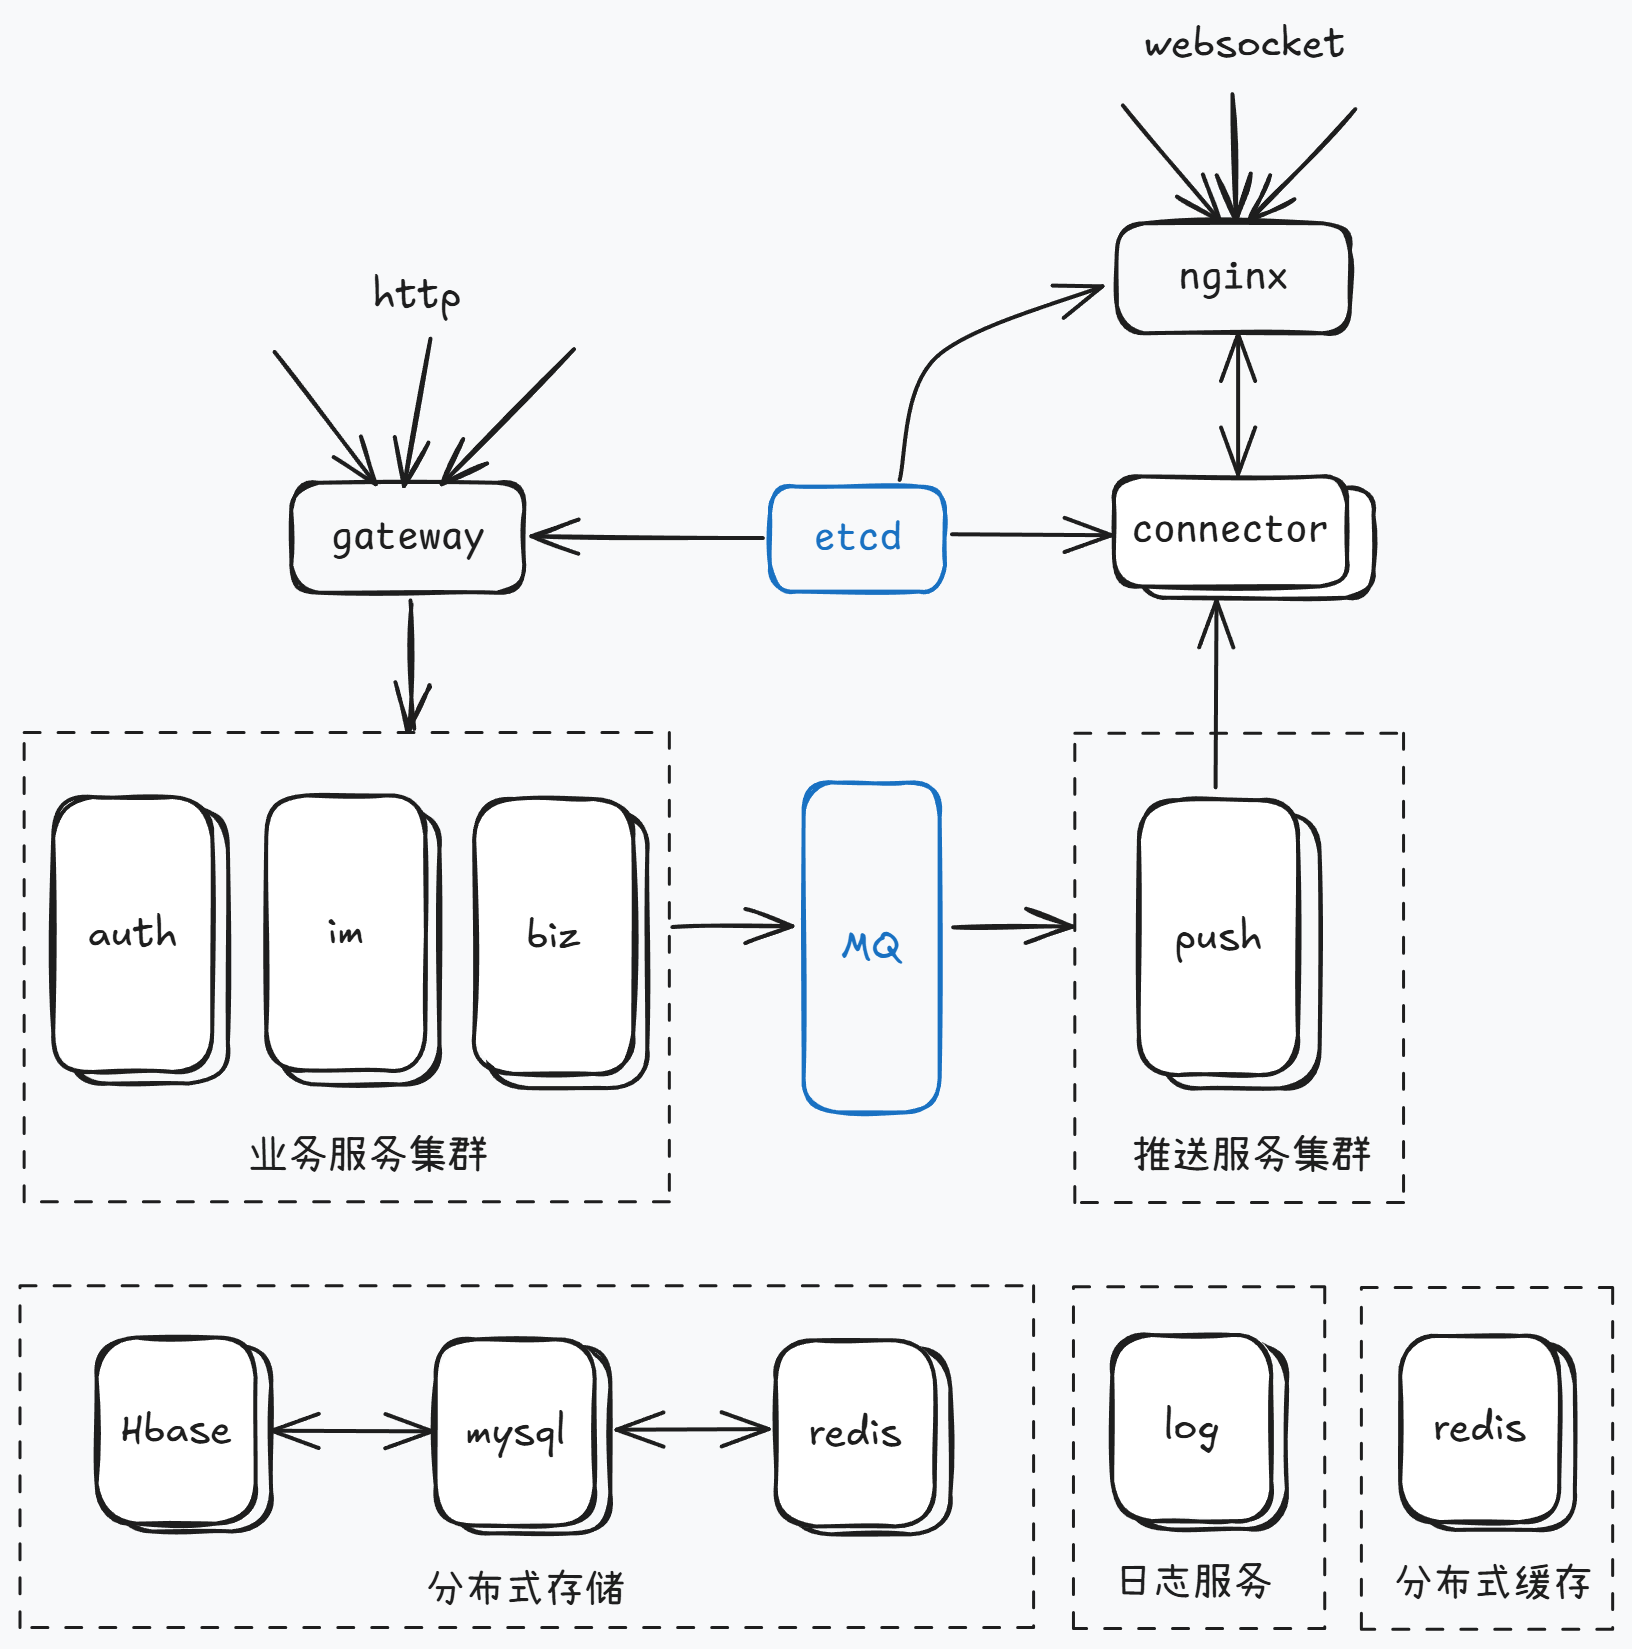 websocket
nginx
http
gateway
etcd
connector
auth
im
biz
MQ
push
业务服务集群
推送服务集群
Hbase
mysql
redis
log
redis
分布式存储
日志服务
分布式缓存